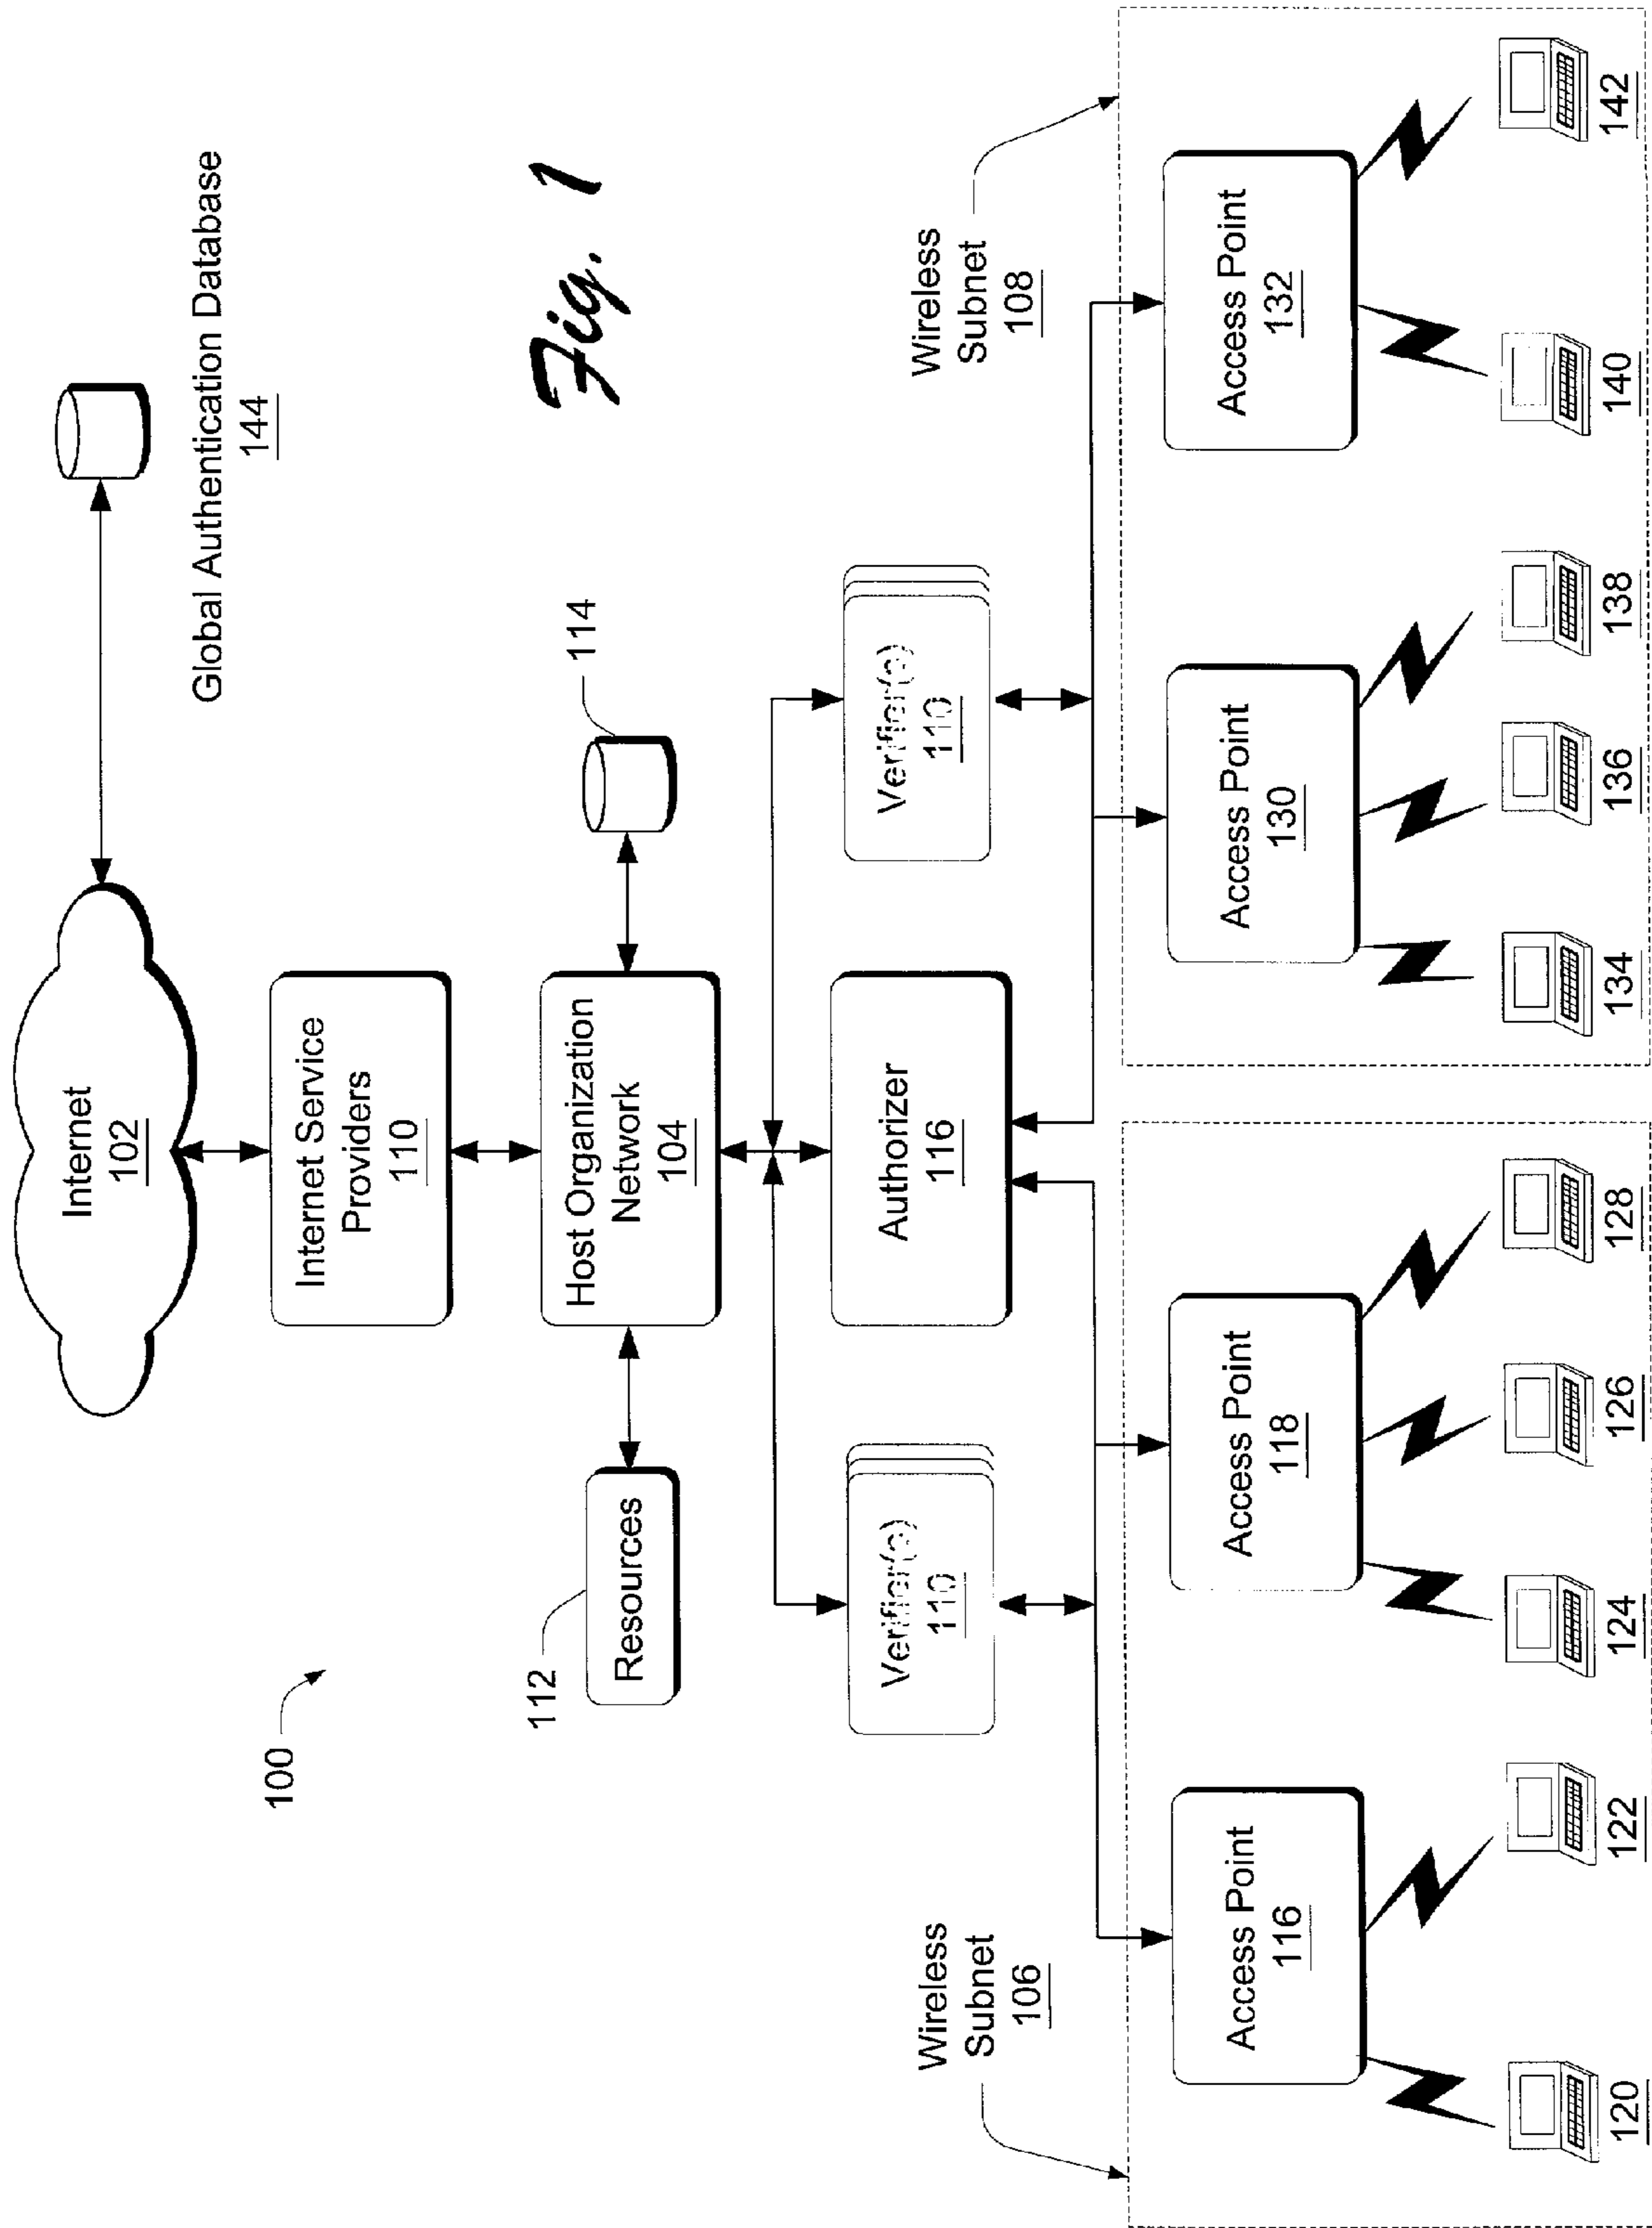 Internet
102
Global Authentication Database
144
100
Internet Service
Providers
110
Fig. 1
112
Resources
Host Organization
Network
104
114
Verifier(s)
110
Authorizer
116
Verifier(s)
110
Wireless
Subnet
106
Wireless
Subnet
108
Access Point
116
Access Point
118
Access Point
130
Access Point
132
120
122
124
126
128
134
136
138
140
142